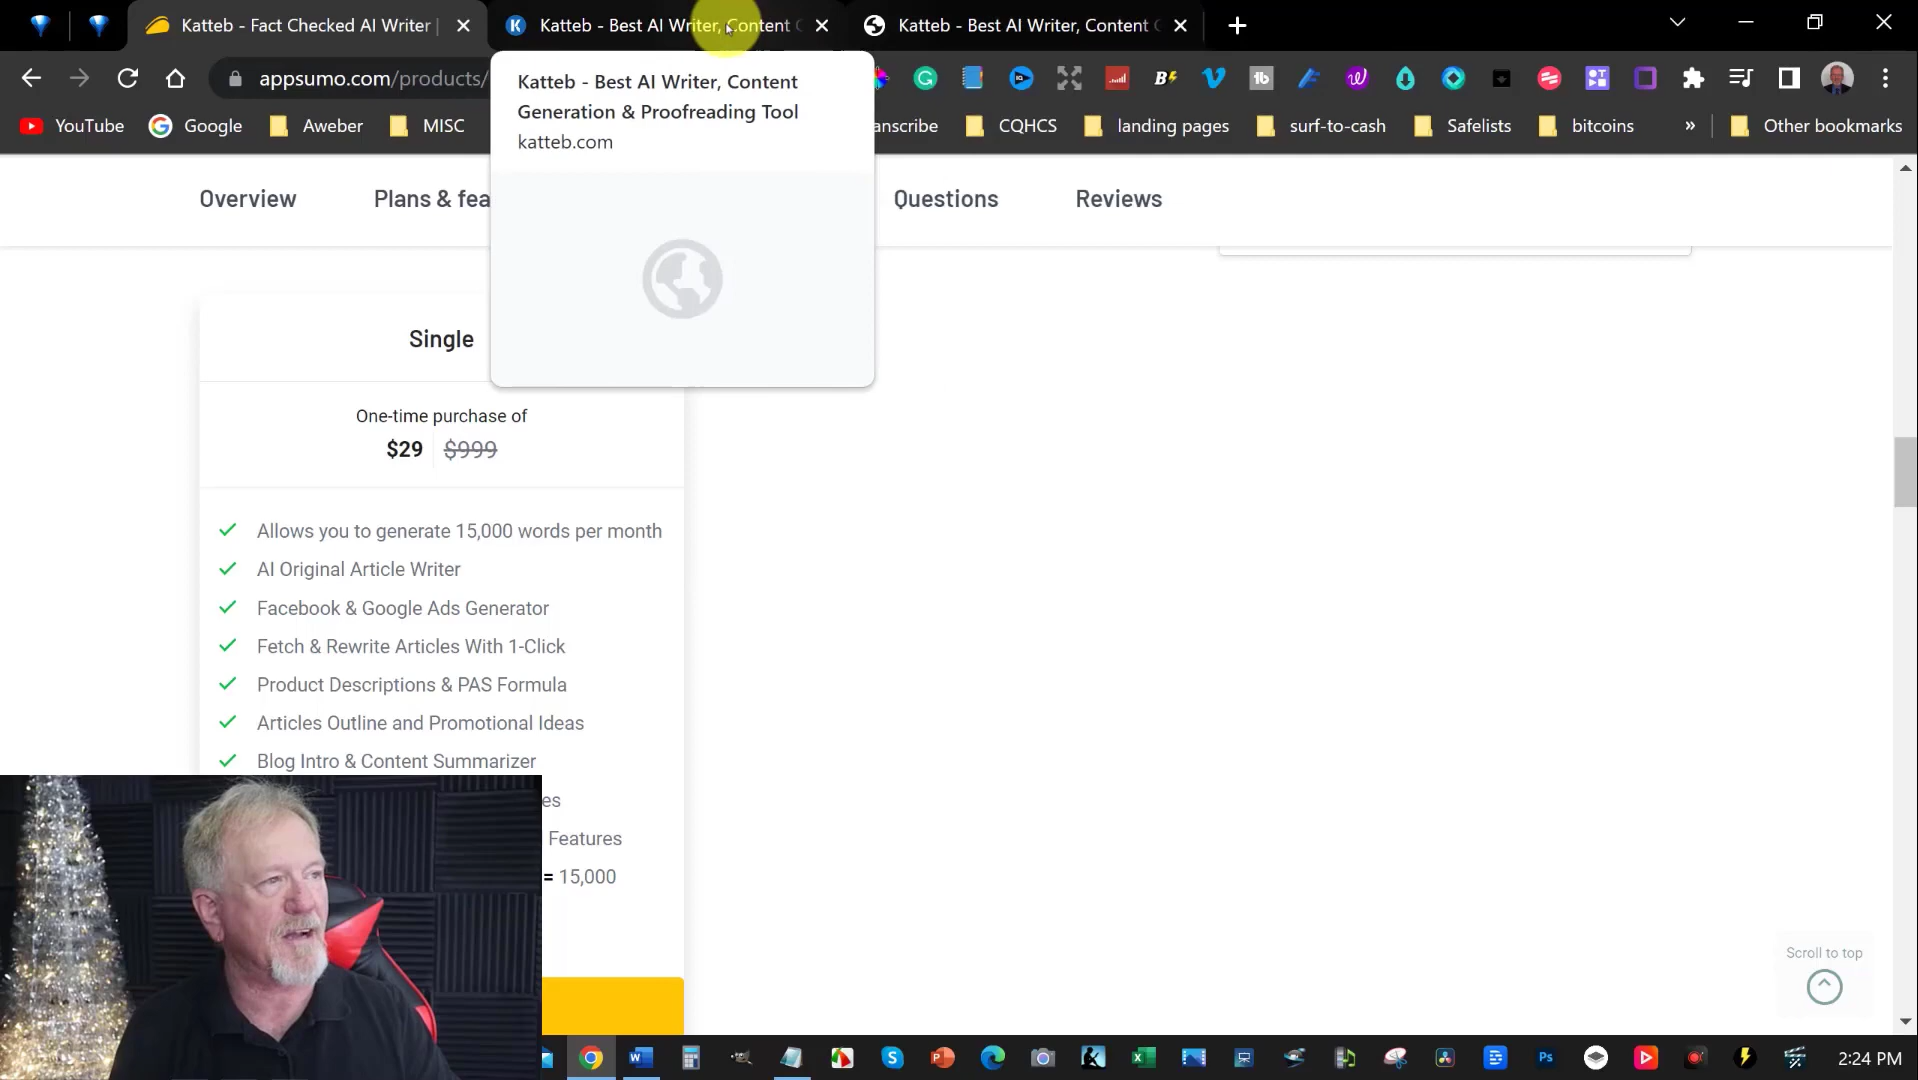 Katteb - Fact Checked AI Writer |
Katteb - Best AI Writer, Content
Katteb - Best AI Writer, Content
appsumo.com/products/
Katteb - Best AI Writer, Content
Generation & Proofreading Tool
katteb.com
YouTube
Google
Aweber
MISC
anscribe
CQHCS
landing pages
surf-to-cash
Safelists
bitcoins
»
Other bookmarks
Overview
Plans & fea
Questions
Reviews
Single
One-time purchase of
$29 $999
Allows you to generate 15,000 words per month
AI Original Article Writer
Facebook & Google Ads Generator
Fetch & Rewrite Articles With 1-Click
Product Descriptions & PAS Formula
Articles Outline and Promotional Ideas
Blog Intro & Content Summarizer
es
Features
= 15,000
Scroll to top
2:24 PM